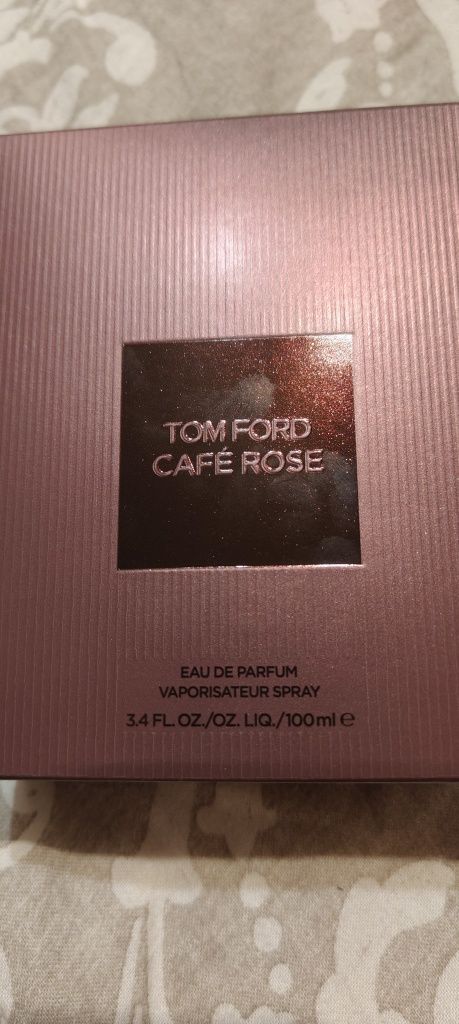 TOM FORD
CAFÉ ROSE
EAU DE PARFUM
VAPORISATEUR SPRAY
3.4 FL. OZ./OZ. LIQ./100 ml ℮